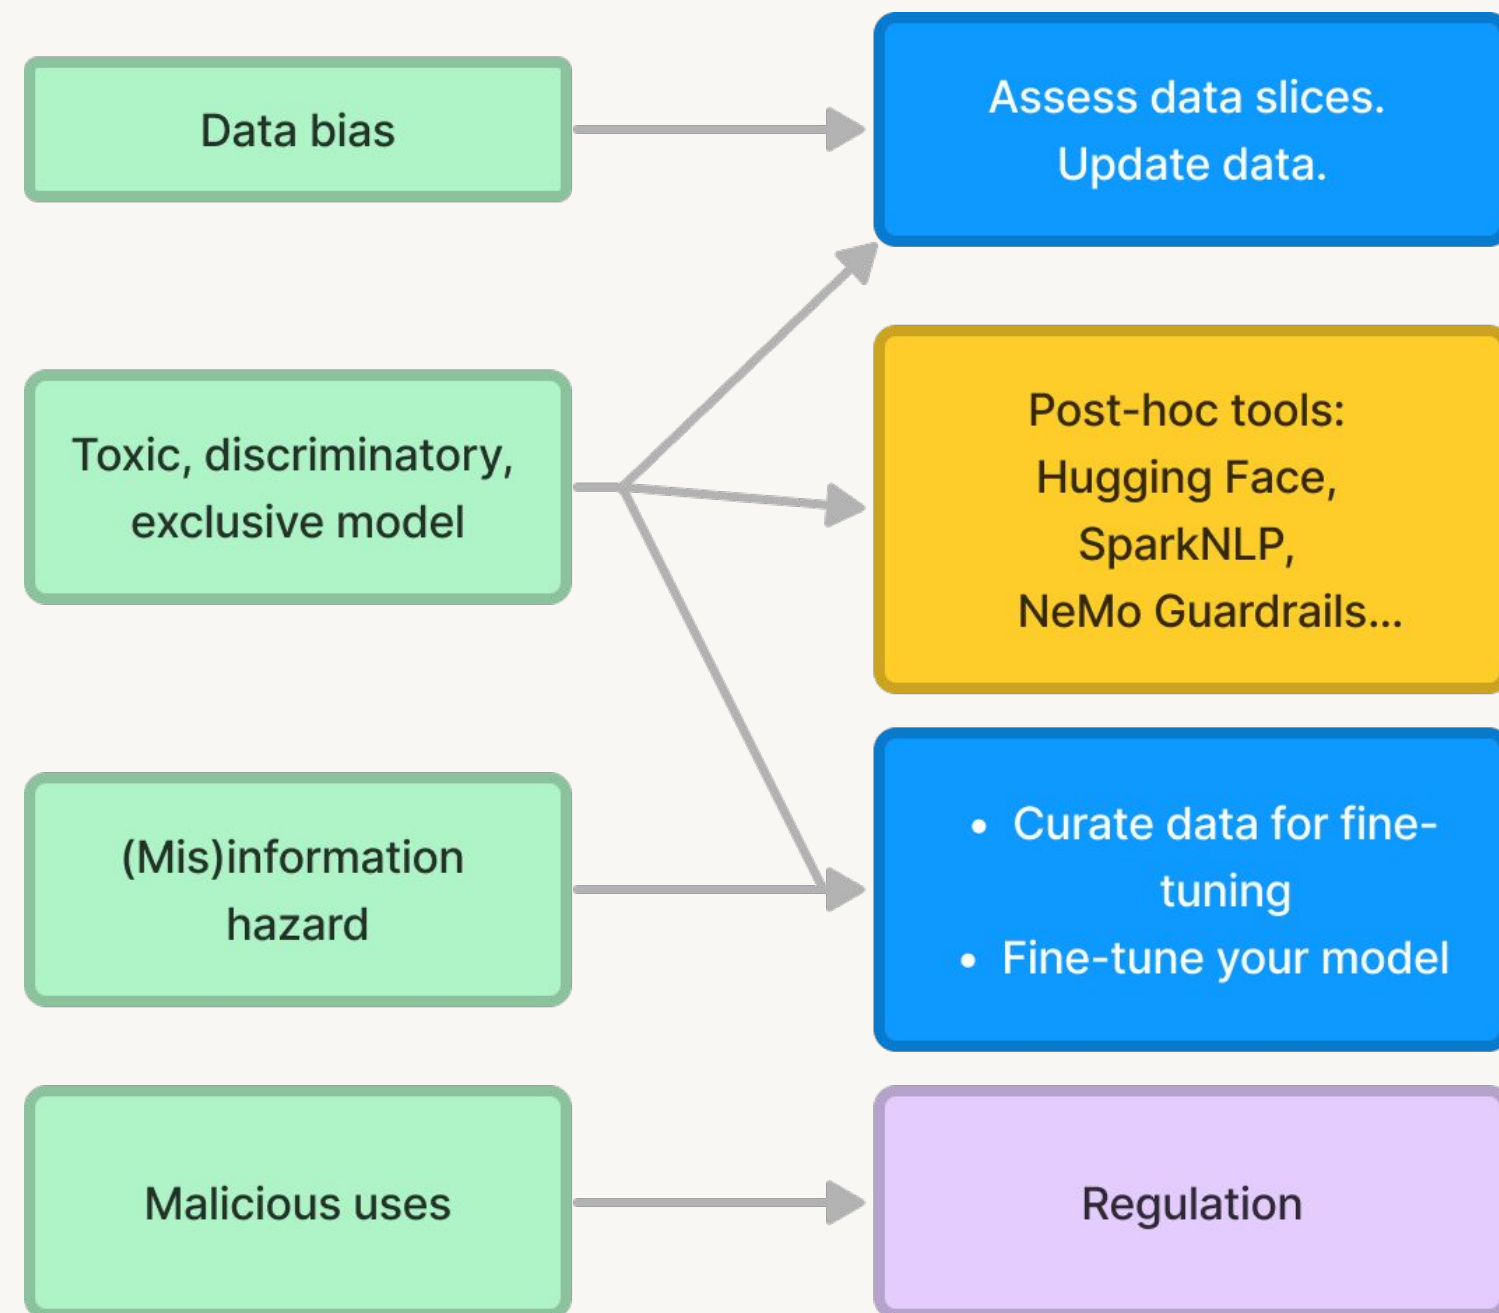 Data bias
Assess data slices.
Update data.
Toxic, discriminatory,
exclusive model
Post-hoc tools:
Hugging Face,
SparkNLP,
NeMo Guardrails...
(Mis)information
hazard
• Curate data for fine-
tuning
• Fine-tune your model
Malicious uses
Regulation